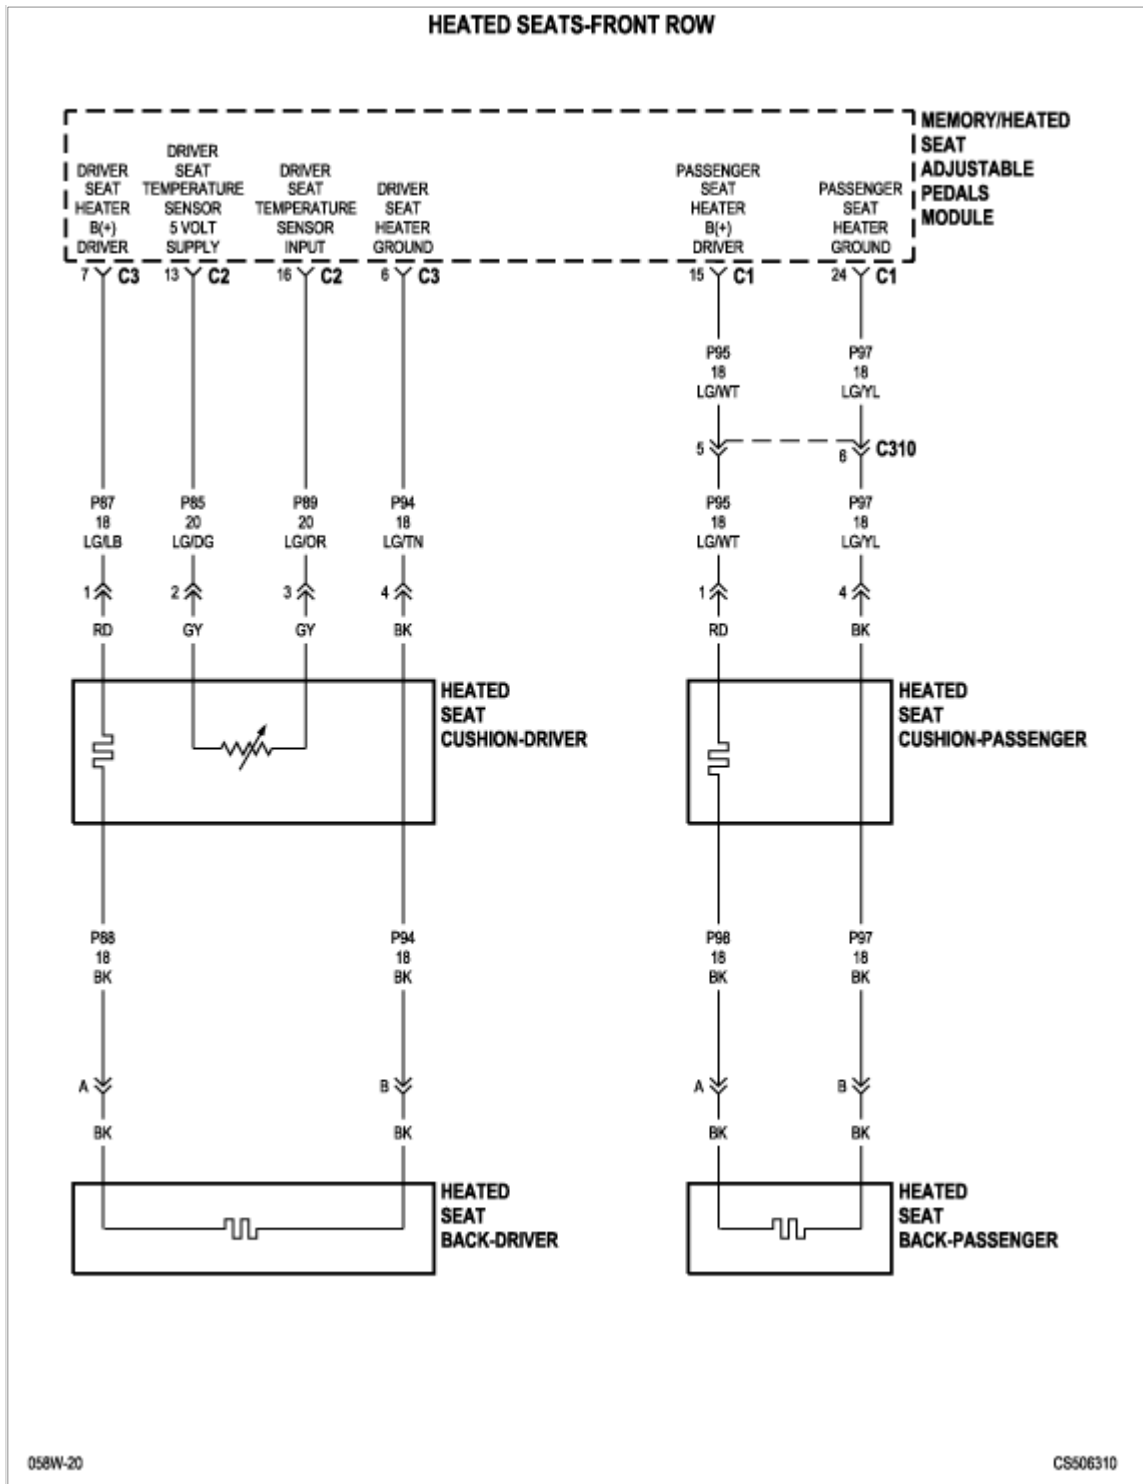 HEATED SEATS-FRONT ROW
MEMORY/HEATED
SEAT
ADJUSTABLE
PEDALS
MODULE
DRIVER
SEAT
HEATER
B(+)
DRIVER
DRIVER
SEAT
TEMPERATURE
SENSOR
5 VOLT
SUPPLY
DRIVER
SEAT
TEMPERATURE
SENSOR
INPUT
DRIVER
SEAT
HEATER
GROUND
PASSENGER
SEAT
HEATER
B(+)
DRIVER
PASSENGER
SEAT
HEATER
GROUND
7 C3 13 C2 16 C2 6 C3 15 C1 24 C1
P95 P97
18 18
LG/WT LG/YL
5 6 C310
P87 P85 P89 P94 P95 P97
18 20 20 18 18 18
LG/LB LG/DG LG/OR LG/TN LG/WT LG/YL
1 2 3 4 1 4
RD GY GY BK RD BK
HEATED
SEAT
CUSHION-DRIVER
HEATED
SEAT
CUSHION-PASSENGER
P88 P94 P98 P97
18 18 18 18
BK BK BK BK
A B A B
BK BK BK BK
HEATED
SEAT
BACK-DRIVER
HEATED
SEAT
BACK-PASSENGER
058W-20 CS506310